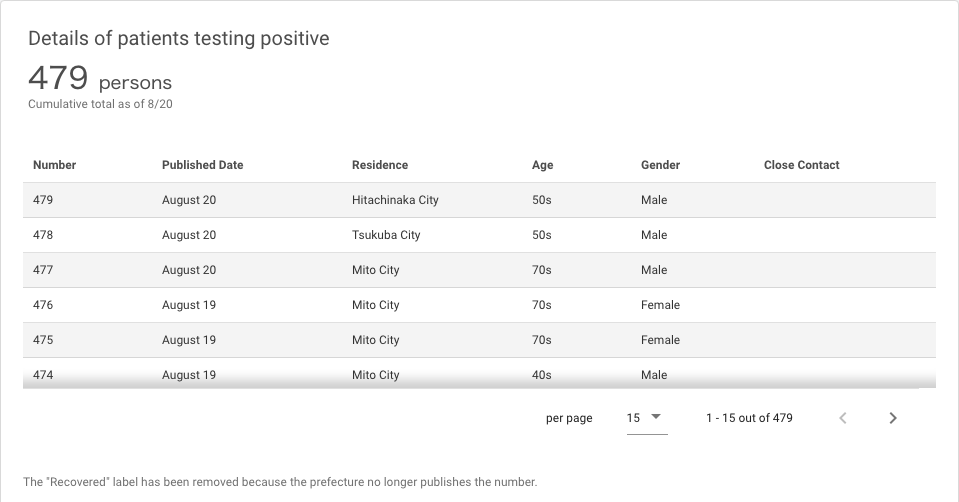 Details of patients testing positive
479 persons
Cumulative total as of 8/20
Number Published Date Residence Age Gender Close Contact
479 August 20 Hitachinaka City 50s Male
478 August 20 Tsukuba City 50s Male
477 August 20 Mito City 70s Male
476 August 19 Mito City 70s Female
475 August 19 Mito City 70s Female
474 August 19 Mito City 40s Male
per page 15 1 - 15 out of 479
The "Recovered" label has been removed because the prefecture no longer publishes the number.